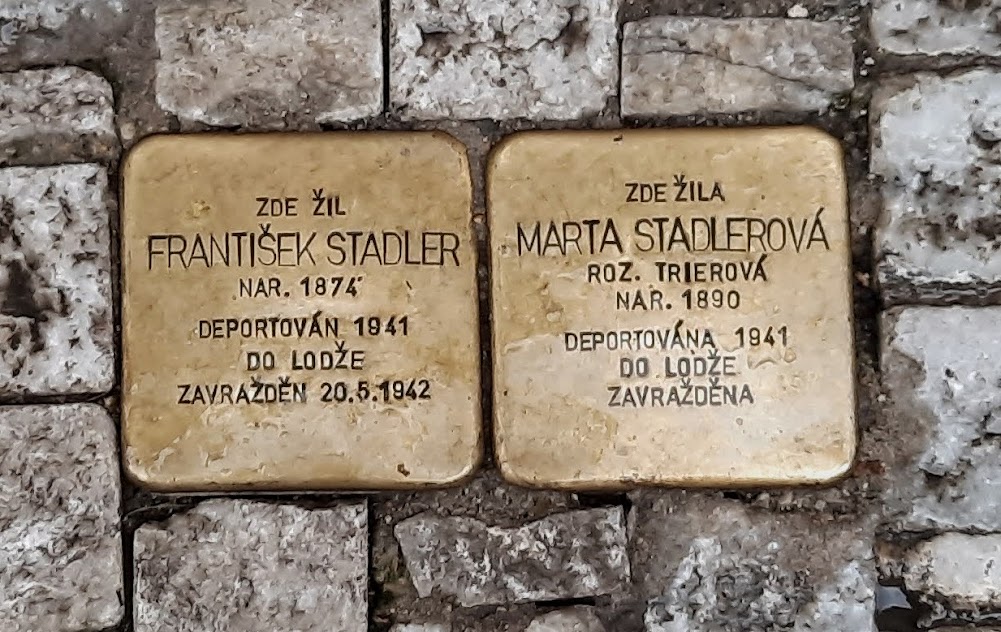 ZDE ŽIL
FRANTIŠEK STADLER
NAR. 1874
DEPORTOVÁN 1941
DO LODŽE
ZAVRAŽDĚN 20.5.1942
ZDE ŽILA
MARTA STADLEROVÁ
ROZ. TRIEROVÁ
NAR. 1890
DEPORTOVÁNA 1941
DO LODŽE
ZAVRAŽDĚNA